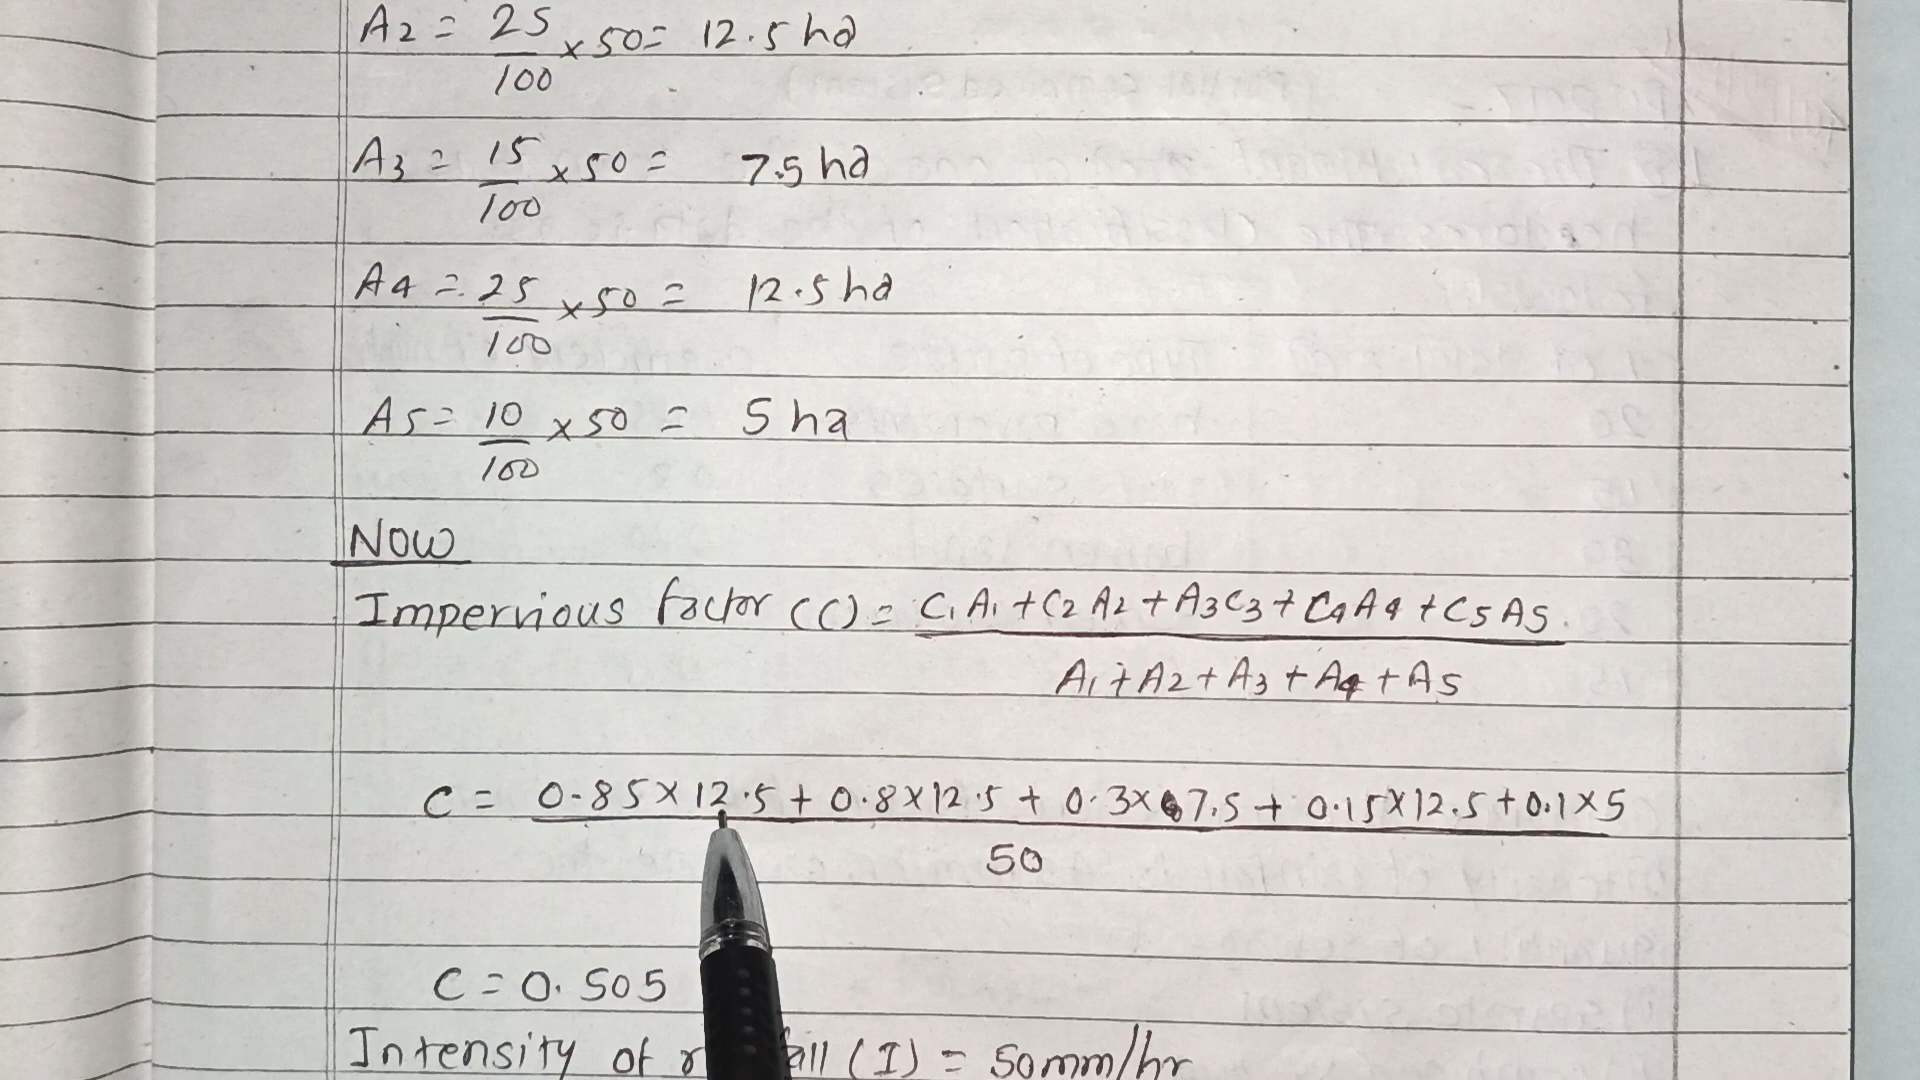 A2 = 25/100 x 50 = 12.5 ha
A3 = 15/100 x 50 = 7.5 ha
A4 = 25/100 x 50 = 12.5 ha
A5 = 10/100 x 50 = 5 ha
Now
Impervious factor (C) = C1A1 + C2A2 + A3C3 + C4A4 + C5A5 / A1 + A2 + A3 + A4 + A5
C = 0.85 x 12.5 + 0.8 x 12.5 + 0.3 x 7.5 + 0.15 x 12.5 + 0.1 x 5 / 50
C = 0.505
Intensity of (I) = 50mm/hr